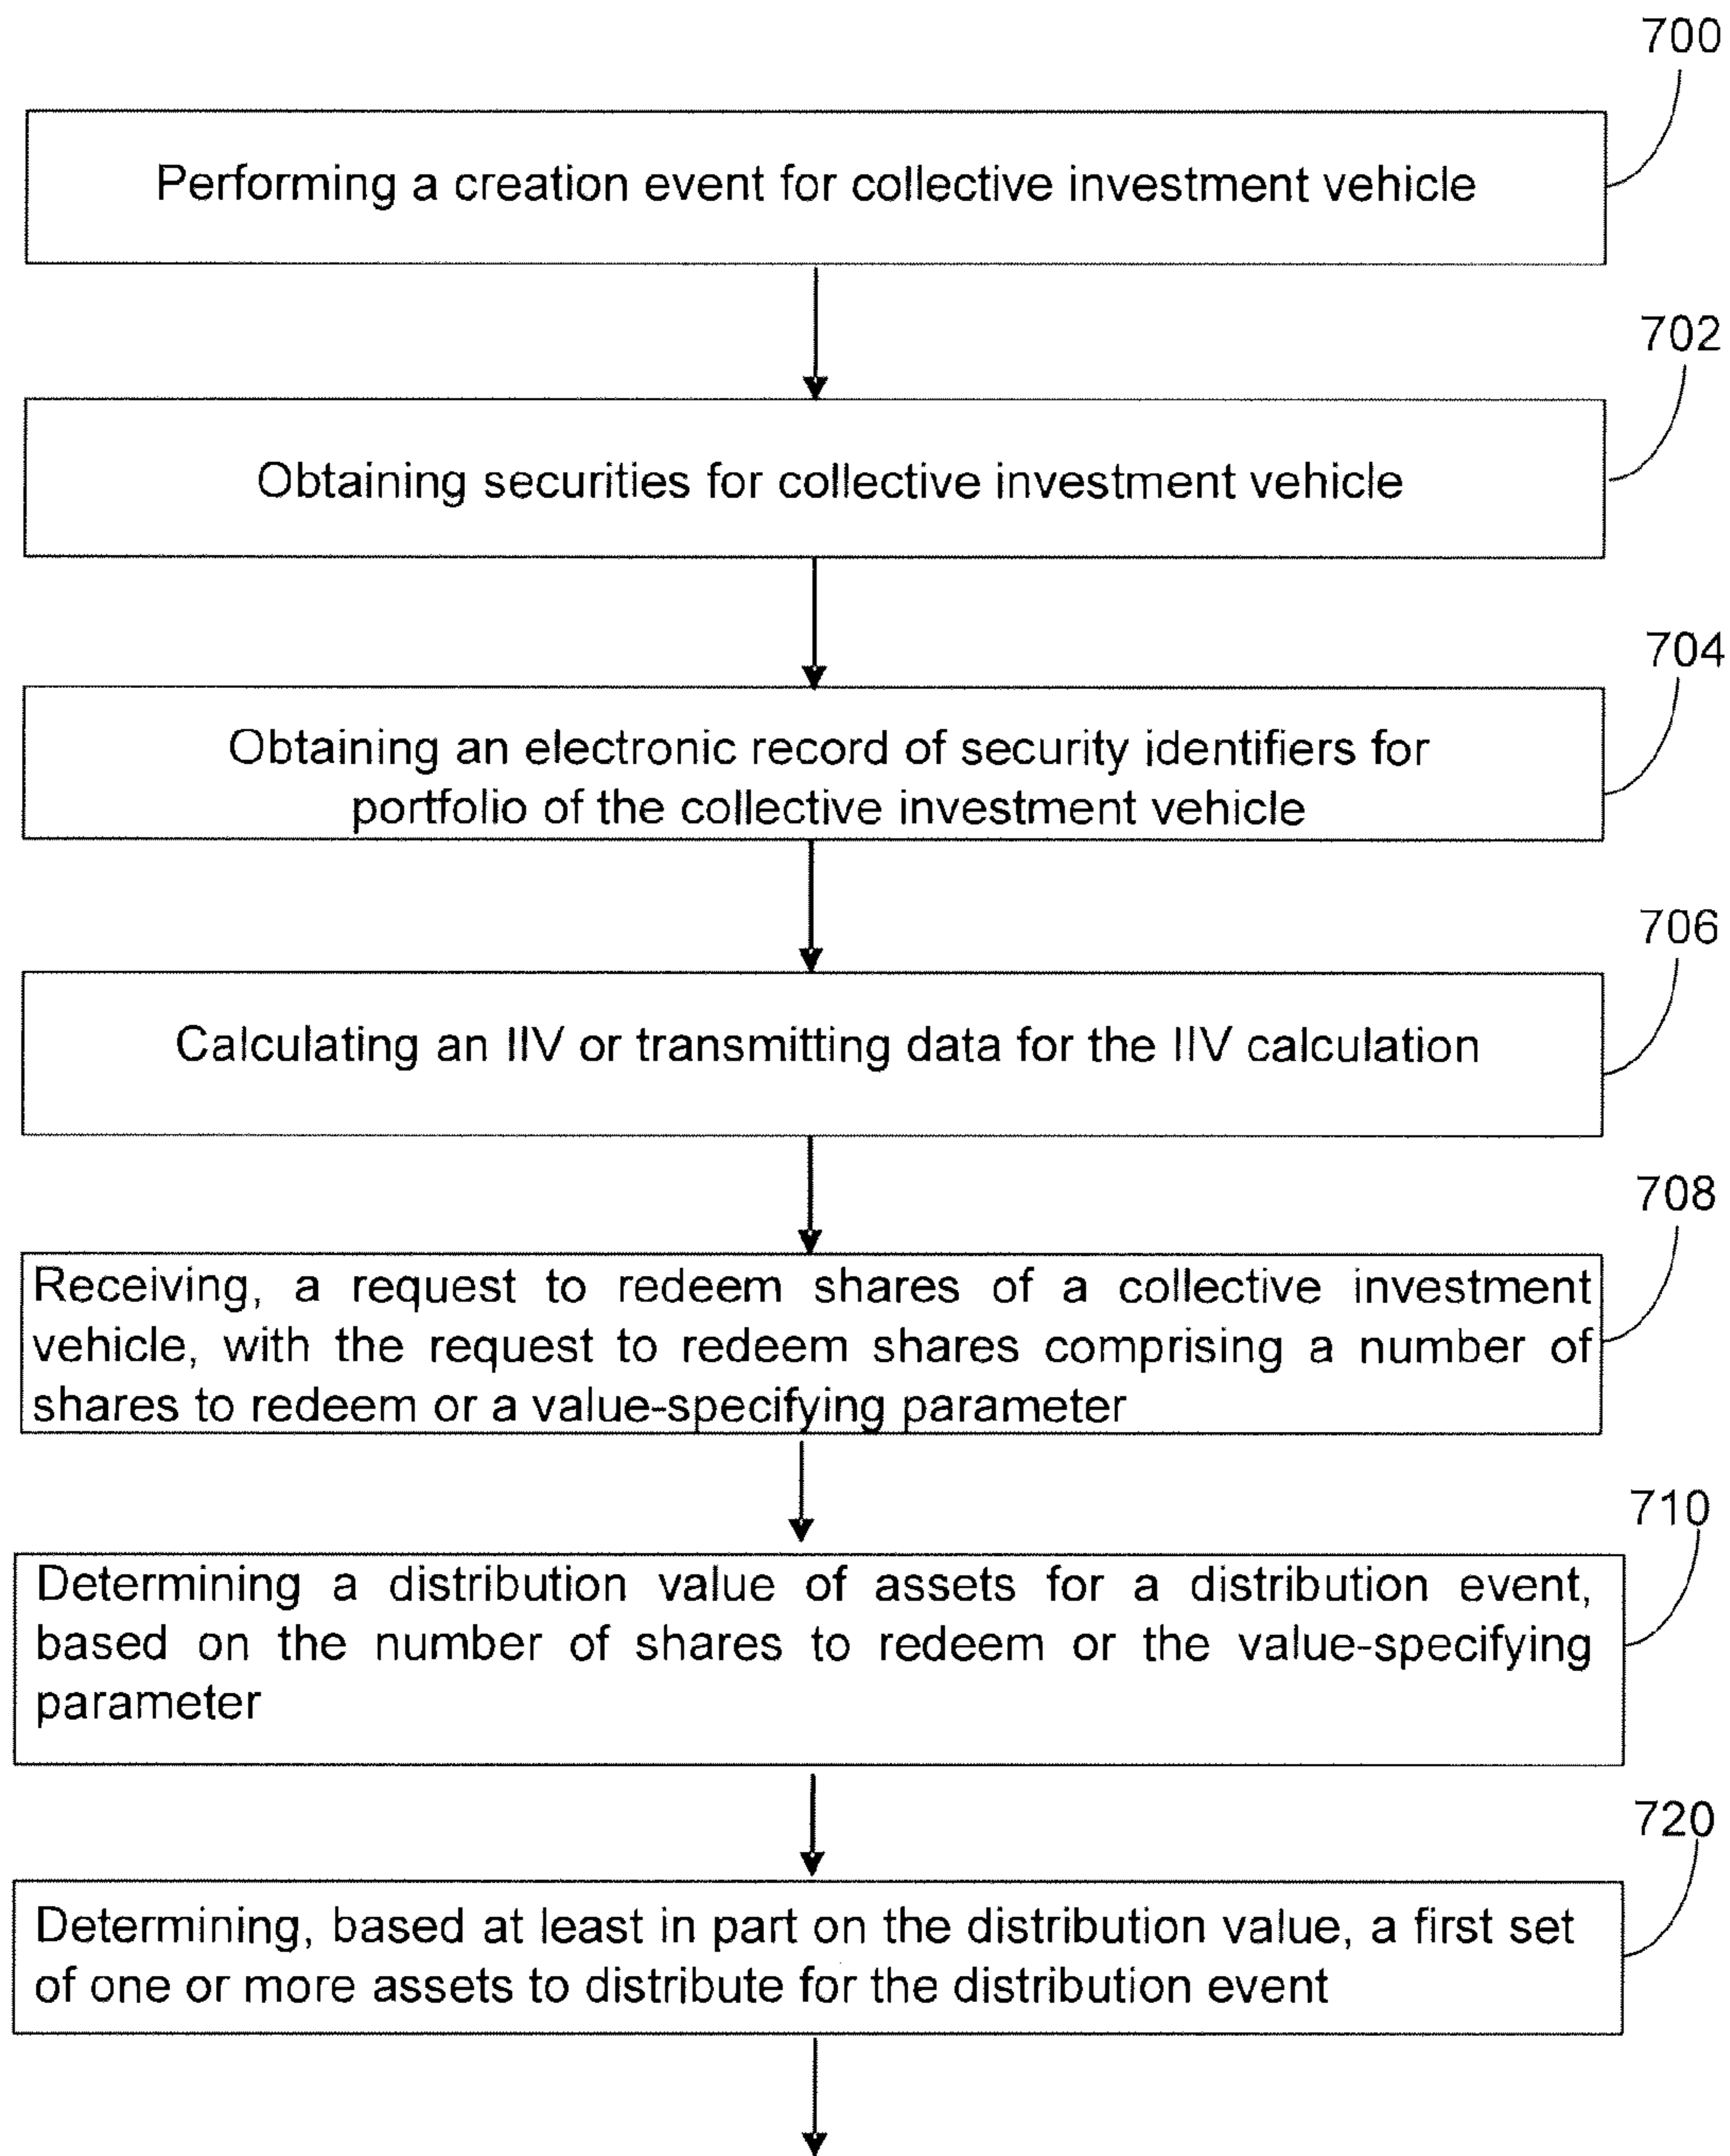 700
Performing a creation event for collective investment vehicle
702
Obtaining securities for collective investment vehicle
704
Obtaining an electronic record of security identifiers for
portfolio of the collective investment vehicle
706
Calculating an IIV or transmitting data for the IIV calculation
708
Receiving, a request to redeem shares of a collective investment
vehicle, with the request to redeem shares comprising a number of
shares to redeem or a value-specifying parameter
710
Determining a distribution value of assets for a distribution event,
based on the number of shares to redeem or the value-specifying
parameter
720
Determining, based at least in part on the distribution value, a first set
of one or more assets to distribute for the distribution event